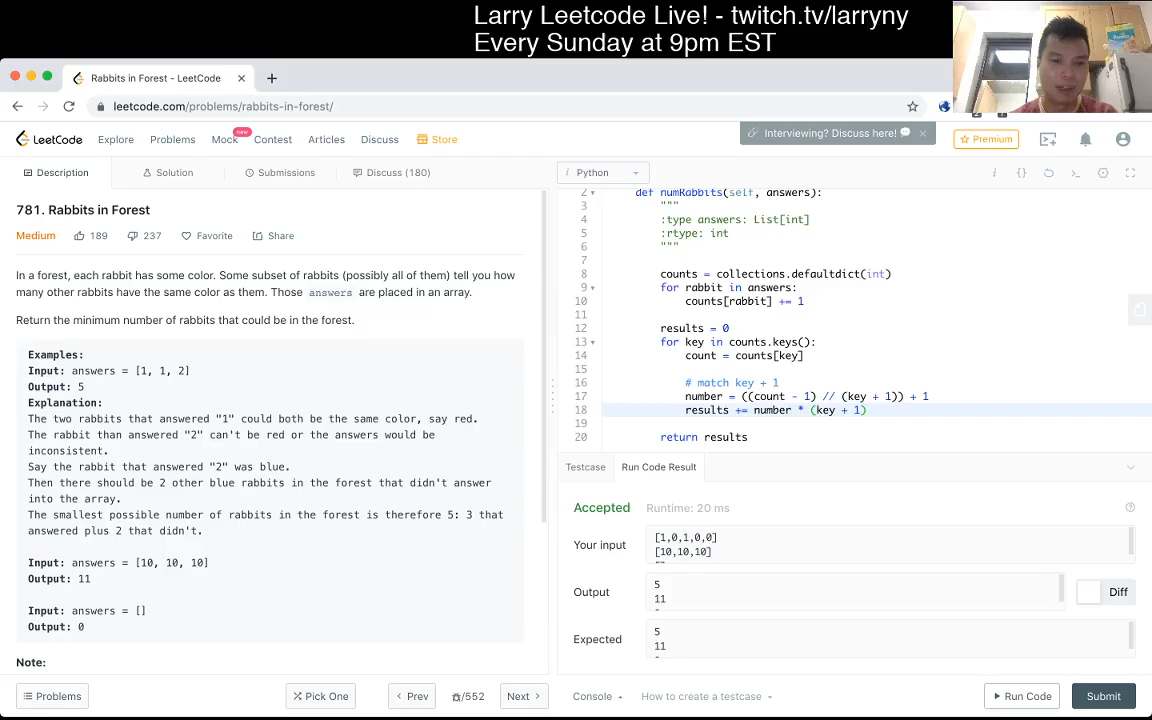 Larry Leetcode Live! - twitch.tv/larryny
Every Sunday at 9pm EST
Rabbits in Forest - LeetCode
leetcode.com/problems/rabbits-in-forest/
LeetCode Explore Problems Mock new Contest Articles Discuss Store
Interviewing? Discuss here!
Premium
Description Solution Submissions Discuss (180)
781. Rabbits in Forest
Medium 189 237 Favorite Share
In a forest, each rabbit has some color. Some subset of rabbits (possibly all of them) tell you how
many other rabbits have the same color as them. Those answers are placed in an array.
Return the minimum number of rabbits that could be in the forest.
Examples:
Input: answers = [1, 1, 2]
Output: 5
Explanation:
The two rabbits that answered "1" could both be the same color, say red.
The rabbit than answered "2" can't be red or the answers would be
inconsistent.
Say the rabbit that answered "2" was blue.
Then there should be 2 other blue rabbits in the forest that didn't answer
into the array.
The smallest possible number of rabbits in the forest is therefore 5: 3 that
answered plus 2 that didn't.
Input: answers = [10, 10, 10]
Output: 11
Input: answers = []
Output: 0
Note:
Problems Pick One Prev /552 Next
i Python
2 def numRabbits(self, answers):
3 """
4 :type answers: List[int]
5 :rtype: int
6 """
7
8 counts = collections.defaultdict(int)
9 for rabbit in answers:
10 counts[rabbit] += 1
11
12 results = 0
13 for key in counts.keys():
14 count = counts[key]
15
16 # match key + 1
17 number = ((count - 1) // (key + 1)) + 1
18 results += number * (key + 1)
19
20 return results
Testcase Run Code Result
Accepted Runtime: 20 ms
Your input
[1,0,1,0,0]
[10,10,10]
Output
5
11
Diff
Expected
5
11
Console How to create a testcase Run Code Submit